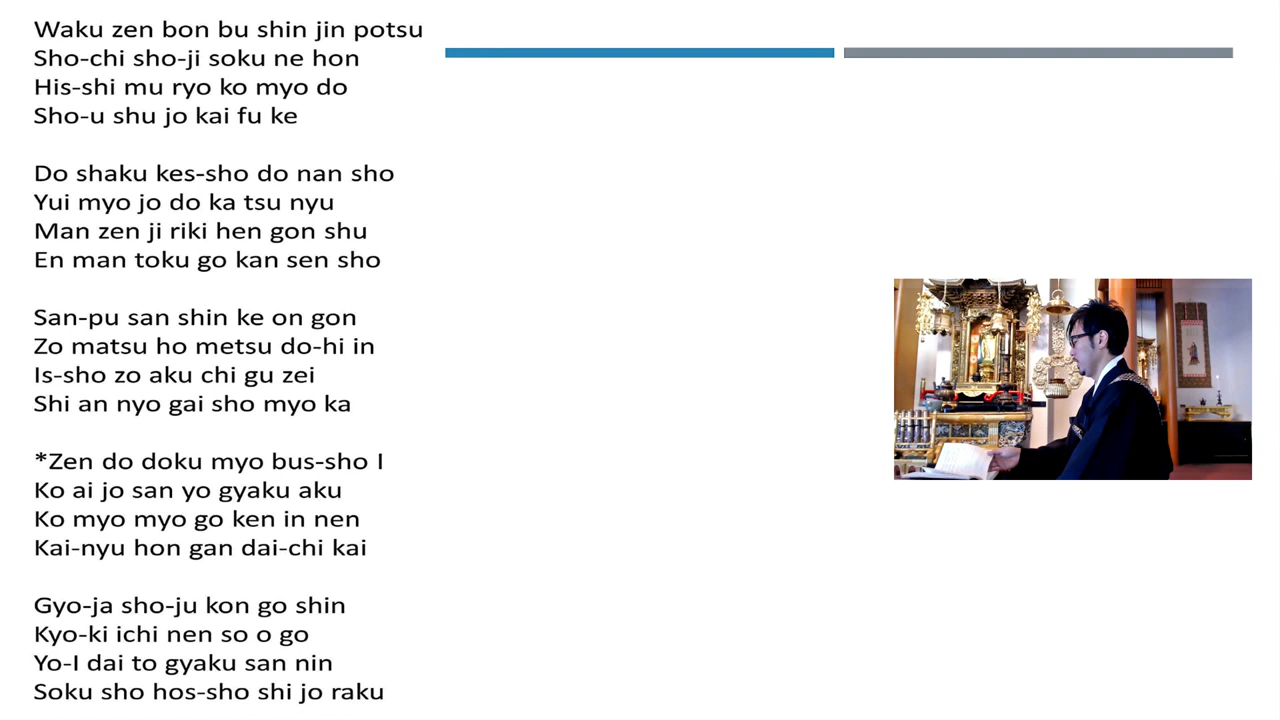 Waku zen bon bu shin jin potsu
Sho-chi sho-ji soku ne hon
His-shi mu ryo ko myo do
Sho-u shu jo kai fu ke
Do shaku kes-sho do nan sho
Yui myo jo do ka tsu nyu
Man zen ji riki hen gon shu
En man toku go kan sen sho
San-pu san shin ke on gon
Zo matsu ho metsu do-hi in
Is-sho zo aku chi gu zei
Shi an nyo gai sho myo ka
*Zen do doku myo bus-sho I
Ko ai jo san yo gyaku aku
Ko myo myo go ken in nen
Kai-nyu hon gan dai-chi kai
Gyo-ja sho-ju kon go shin
Kyo-ki ichi nen so o go
Yo-I dai to gyaku san nin
Soku sho hos-sho shi jo raku